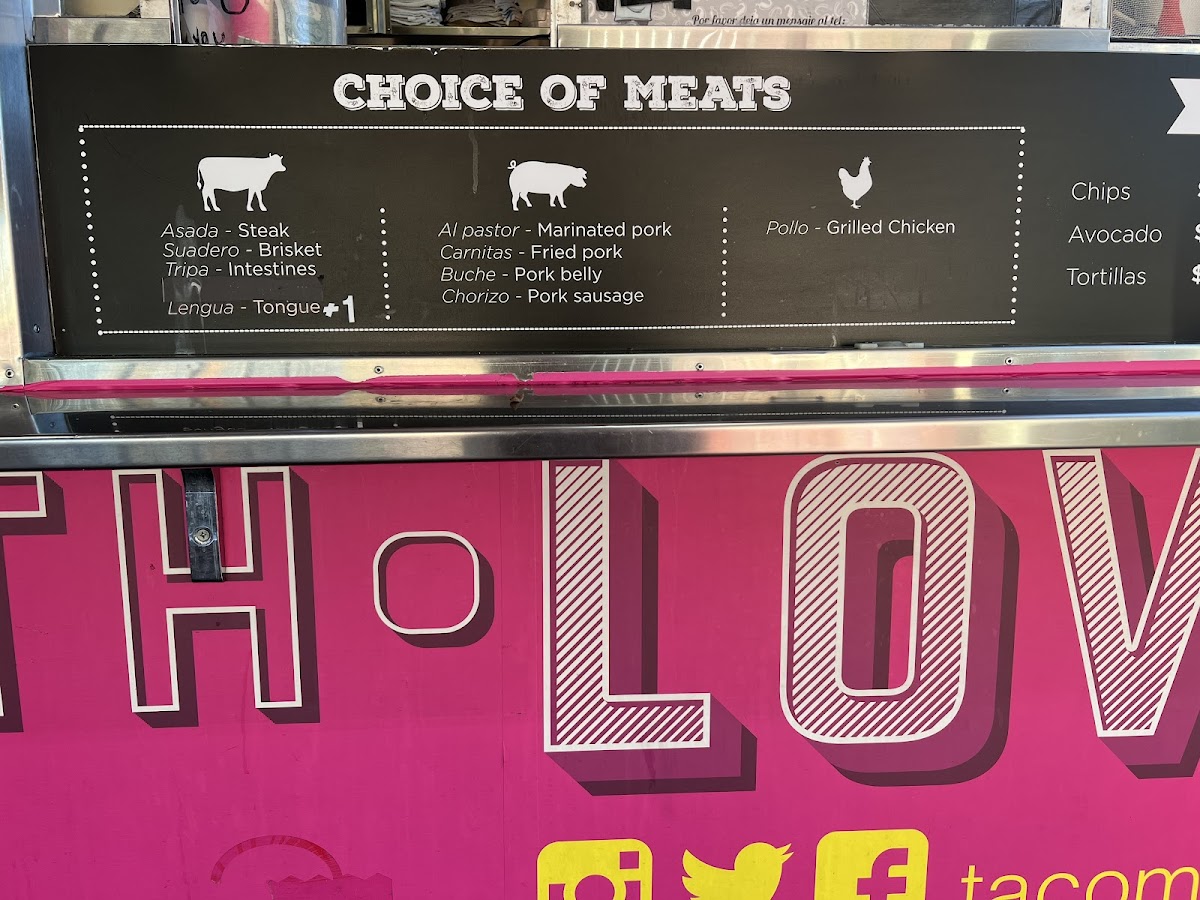 Por favor deja un mensaje al tel:
CHOICE OF MEATS
Asada - Steak
Suadero - Brisket
Tripa - Intestines
Lengua - Tongue +1
Al pastor - Marinated pork
Carnitas - Fried pork
Buche - Pork belly
Chorizo - Pork sausage
Pollo - Grilled Chicken
Chips
Avocado $
Tortillas $
TH • LOV
tacom